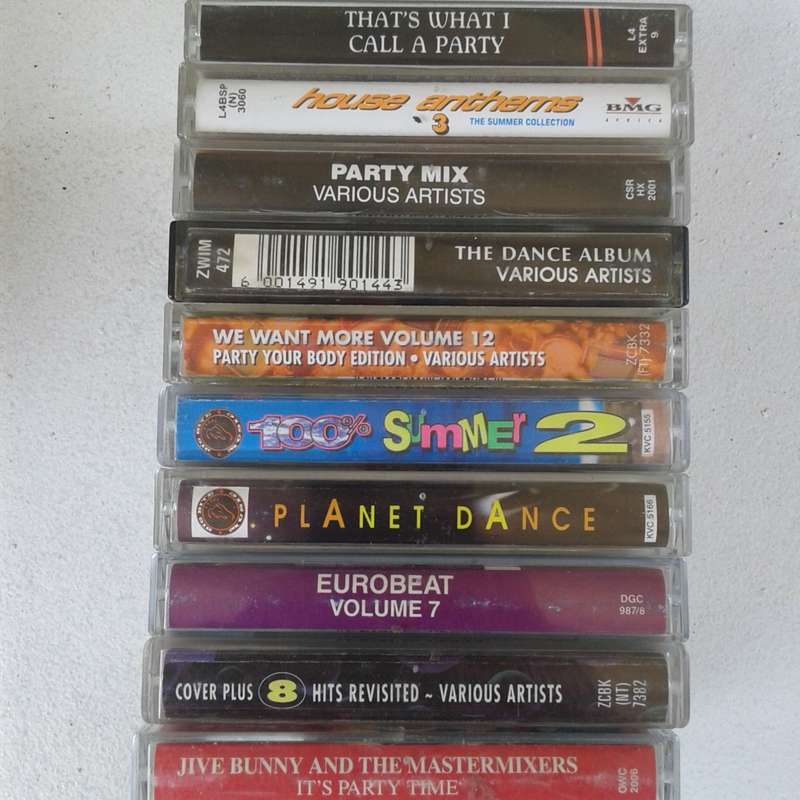 THAT'S WHAT I
CALL A PARTY
L4
EXTRA
9
L4BSP
(N)
3060
house anthems
3 THE SUMMER COLLECTION
BMG
AFRICA
PARTY MIX
VARIOUS ARTISTS
CSR
HX
2001
ZWIM
472
6 001491 901443
THE DANCE ALBUM
VARIOUS ARTISTS
WE WANT MORE VOLUME 12
PARTY YOUR BODY EDITION • VARIOUS ARTISTS
ZCBK
(FT) 7332
100% SUMMER 2
KVC 5155
PLANET DANCE
KVC 5166
EUROBEAT
VOLUME 7
DGC
987/8
COVER PLUS 8 HITS REVISITED ~ VARIOUS ARTISTS
ZCBK
(NT)
7382
JIVE BUNNY AND THE MASTERMIXERS
IT'S PARTY TIME
GWC
2006